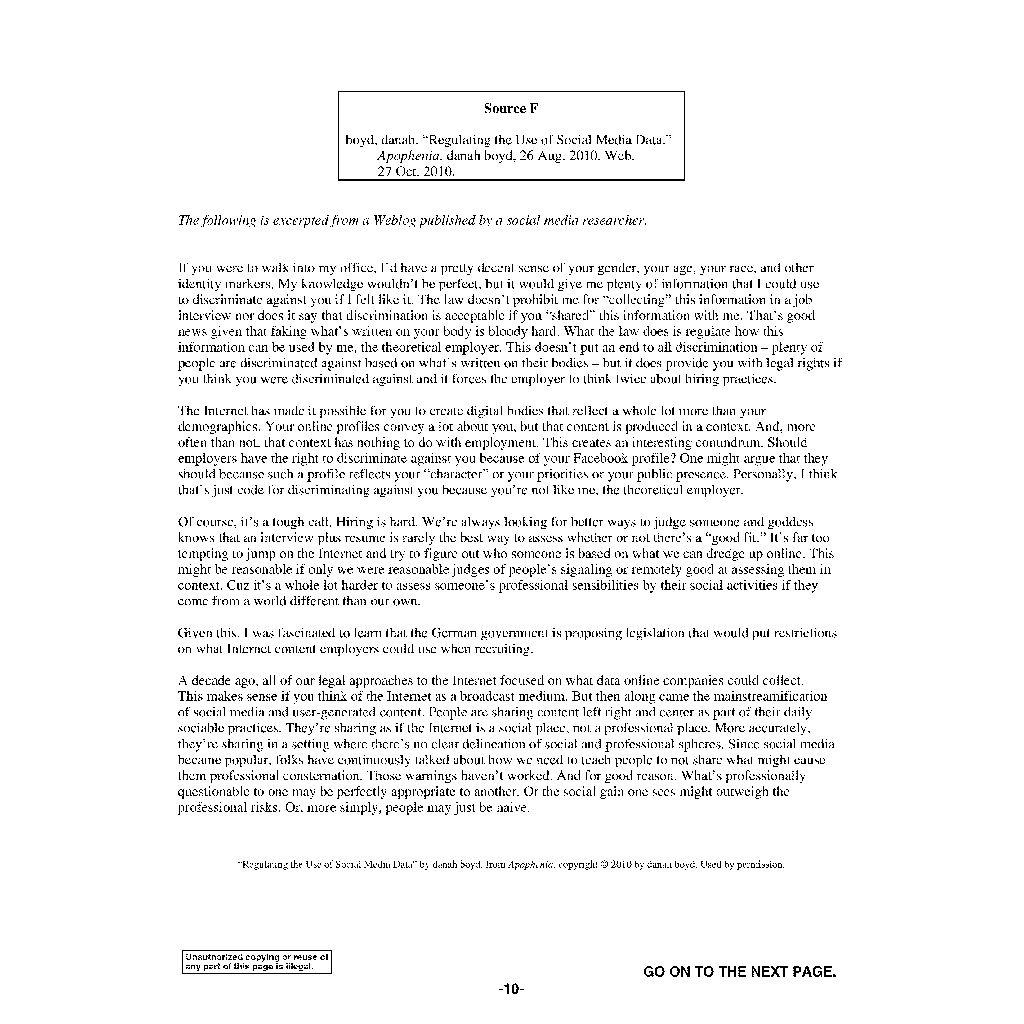 Source F
boyd, danah. “Regulating the Use of Social Media Data.”
Apophenia. danah boyd, 26 Aug. 2010. Web.
27 Oct. 2010.
The following is excerpted from a Weblog published by a social media researcher.
If you were to walk into my office, I’d have a pretty decent sense of your gender, your age, your race, and other
identity markers. My knowledge wouldn’t be perfect, but it would give me plenty of information that I could use
to discriminate against you if I felt like it. The law doesn’t prohibit me for “collecting” this information in a job
interview nor does it say that discrimination is acceptable if you “shared” this information with me. That’s good
news given that faking what’s written on your body is bloody hard. What the law does is regulate how this
information can be used by me, the theoretical employer. This doesn’t put an end to all discrimination – plenty of
people are discriminated against based on what’s written on their bodies – but it does provide you with legal rights if
you think you were discriminated against and it forces the employer to think twice about hiring practices.
The Internet has made it possible for you to create digital bodies that reflect a whole lot more than your
demographics. Your online profiles convey a lot about you, but that content is produced in a context. And, more
often than not, that context has nothing to do with employment. This creates an interesting conundrum. Should
employers have the right to discriminate against you because of your Facebook profile? One might argue that they
should because such a profile reflects your “character” or your priorities or your public presence. Personally, I think
that’s just code for discriminating against you because you’re not like me, the theoretical employer.
Of course, it’s a tough call. Hiring is hard. We’re always looking for better ways to judge someone and goddess
knows that an interview plus resume is rarely the best way to assess whether or not there’s a “good fit.” It’s far too
tempting to jump on the Internet and try to figure out who someone is based on what we can dredge up online. This
might be reasonable if only we were reasonable judges of people’s signaling or remotely good at assessing them in
context. Cuz it’s a whole lot harder to assess someone’s professional sensibilities by their social activities if they
come from a world different than our own.
Given this, I was fascinated to learn that the German government is proposing legislation that would put restrictions
on what Internet content employers could use when recruiting.
A decade ago, all of our legal approaches to the Internet focused on what data online companies could collect.
This makes sense if you think of the Internet as a broadcast medium. But then along came the mainstreamification
of social media and user-generated content. People are sharing content left right and center as part of their daily
sociable practices. They’re sharing as if the Internet is a social place, not a professional place. More accurately,
they’re sharing in a setting where there’s no clear delineation of social and professional spheres. Since social media
became popular, folks have continuously talked about how we need to teach people to not share what might cause
them professional consternation. Those warnings haven’t worked. And for good reason. What’s professionally
questionable to one may be perfectly appropriate to another. Or the social gain one sees might outweigh the
professional risks. Or, more simply, people may just be naive.
“Regulating the Use of Social Media Data” by danah boyd, from Apophenia, copyright © 2010 by danah boyd. Used by permission.
Unauthorized copying or reuse of
any part of this page is illegal.
GO ON TO THE NEXT PAGE.
-10-